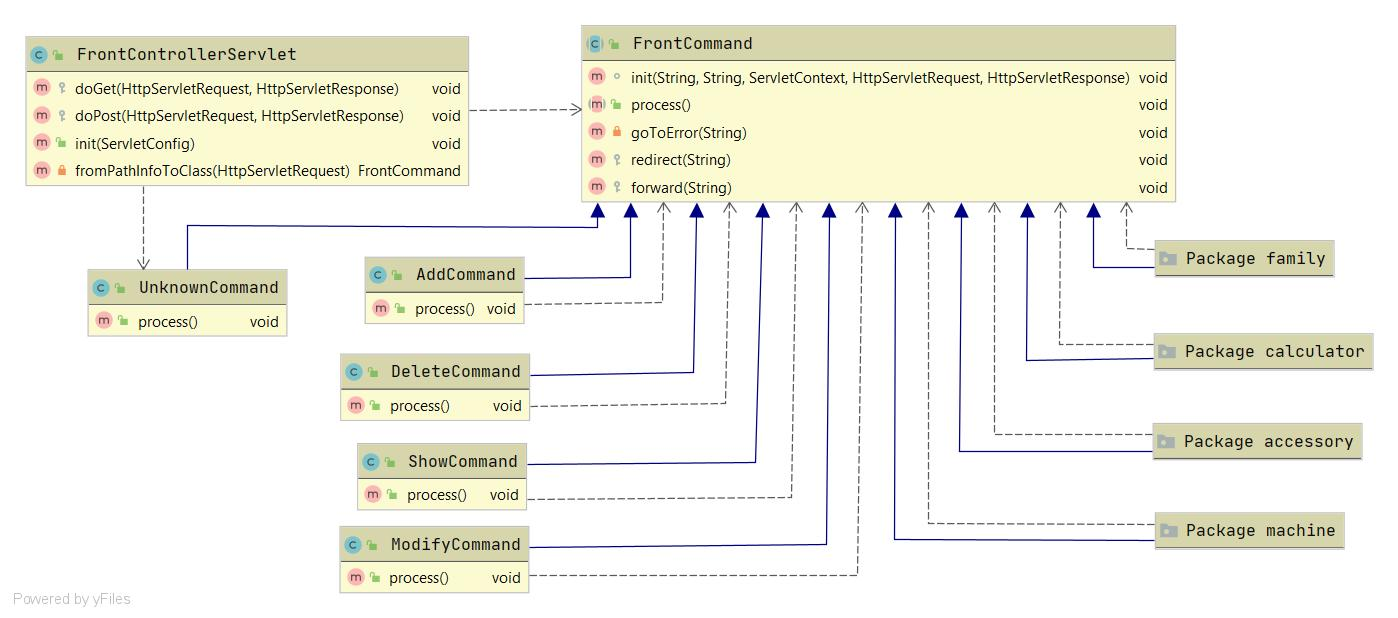 FrontControllerServlet
doGet(HttpServletRequest, HttpServletResponse) void
doPost(HttpServletRequest, HttpServletResponse) void
init(ServletConfig) void
fromPathInfoToClass(HttpServletRequest) FrontCommand
FrontCommand
init(String, String, ServletContext, HttpServletRequest, HttpServletResponse) void
process() void
goToError(String) void
redirect(String) void
forward(String) void
UnknownCommand
process() void
AddCommand
process() void
DeleteCommand
process() void
ShowCommand
process() void
ModifyCommand
process() void
Package family
Package calculator
Package accessory
Package machine
Powered by yFiles